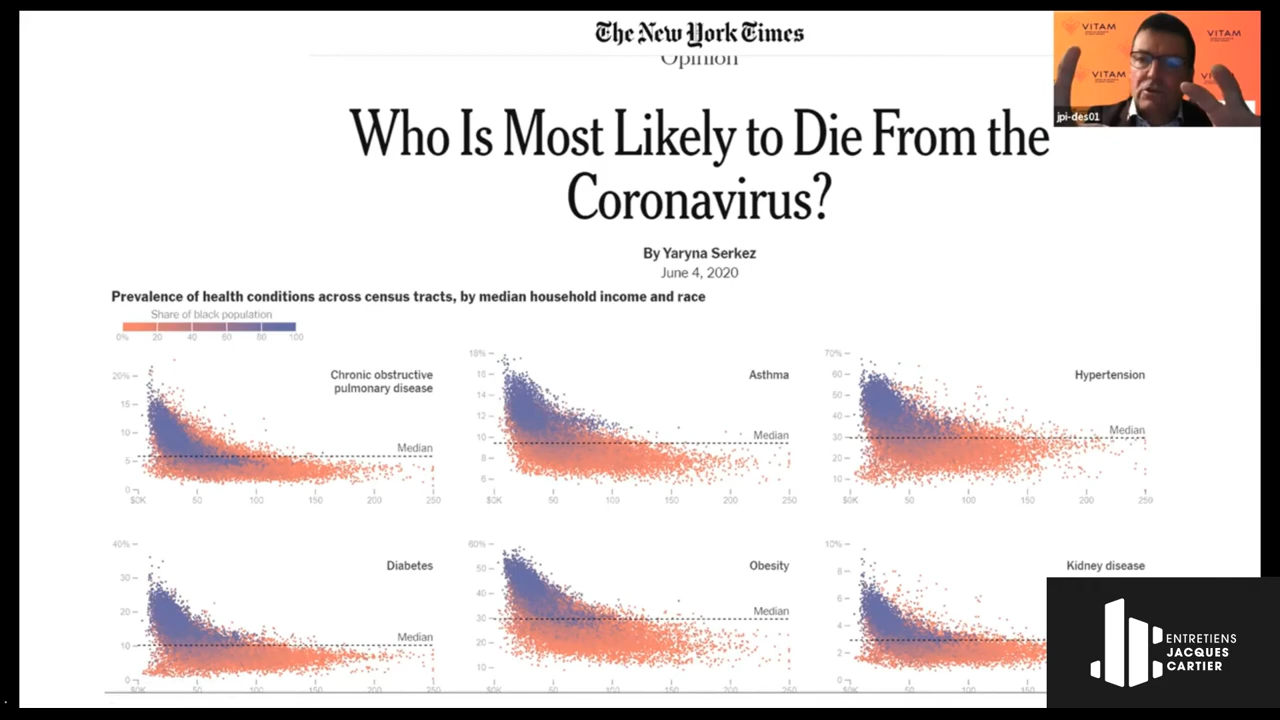 The New York Times
Opinion
VITAM
VITAM
VITAM
jpi-des01
Who Is Most Likely to Die From the
Coronavirus?
By Yaryna Serkez
June 4, 2020
Prevalence of health conditions across census tracts, by median household income and race
Share of black population
0% 20 40 60 80 100
Chronic obstructive
pulmonary disease
20%
15
10
5
0
Median
$0K 50 100 150 200 250
Asthma
18%
16
14
12
10
8
6
Median
$0K 50 100 150 200 250
Hypertension
70%
60
50
40
30
20
10
Median
$0K 50 100 150 200 250
Diabetes
40%
30
20
10
0
Median
$0K 50 100 150 200 250
Obesity
60%
50
40
30
20
10
Median
$0K 50 100 150 200 250
Kidney disease
10%
8
6
4
2
0
$0K 50 100 150
ENTRETIENS
JACQUES
CARTIER